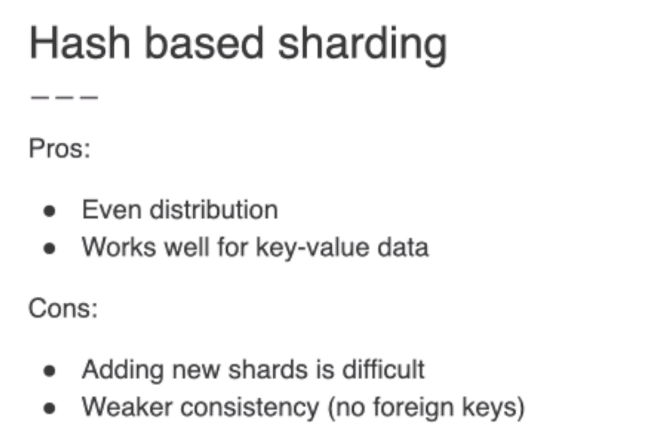 Hash based sharding
---
Pros:
● Even distribution
● Works well for key-value data
Cons:
● Adding new shards is difficult
● Weaker consistency (no foreign keys)